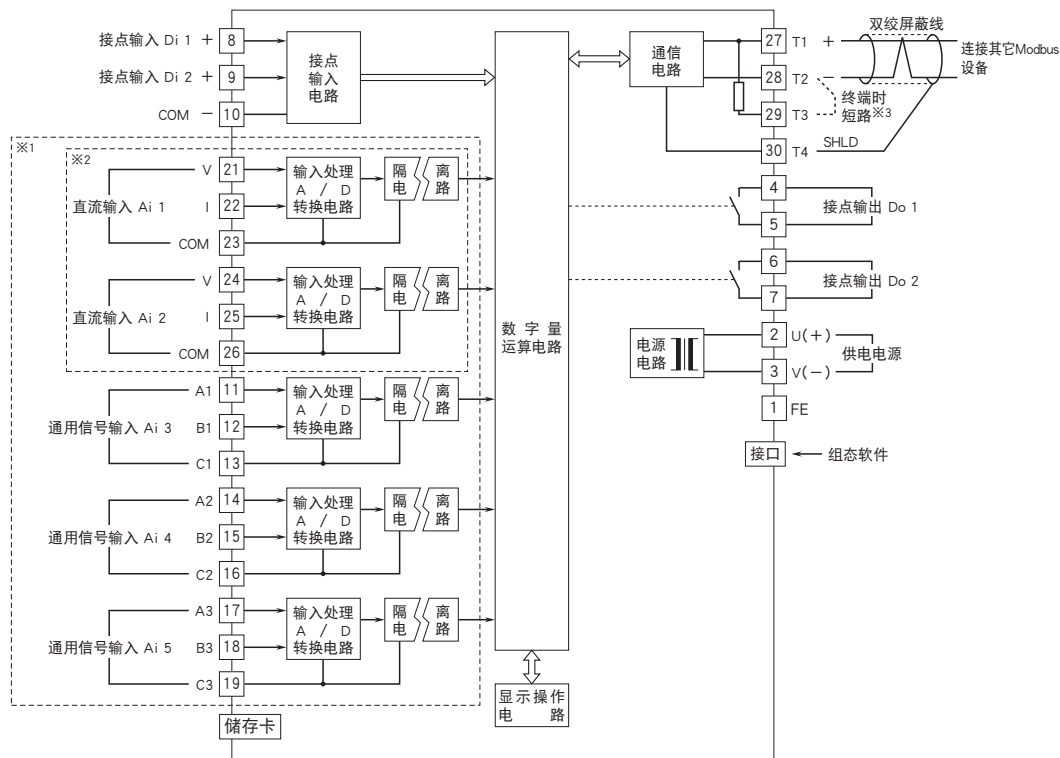 接点输入 Di 1 + 8
接点输入 Di 2 + 9
COM − 10
接点
输入
电路
※1
※2
直流输入 Ai 1
V 21
I 22
COM 23
输入处理
A / D
转换电路
隔 离
电 路
直流输入 Ai 2
V 24
I 25
COM 26
输入处理
A / D
转换电路
隔 离
电 路
通用信号输入 Ai 3
A1 11
B1 12
C1 13
输入处理
A / D
转换电路
隔 离
电 路
通用信号输入 Ai 4
A2 14
B2 15
C2 16
输入处理
A / D
转换电路
隔 离
电 路
通用信号输入 Ai 5
A3 17
B3 18
C3 19
输入处理
A / D
转换电路
隔 离
电 路
储存卡
数 字 量
运算电路
显示操作
电 路
通信
电路
27 T1 +
28 T2 −
29 T3
30 T4 SHLD
双绞屏蔽线
连接其它Modbus
设备
终端时
短路※3
4
5
接点输出 Do 1
6
7
接点输出 Do 2
电源
电路
2 U(+)
3 V(−)
供电电源
1 FE
接口 组态软件